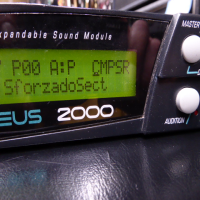 xpandable Sound Module
MASTER
P00 A:P CMPSR
SforzadoSect
EUS 2000
AUDITION